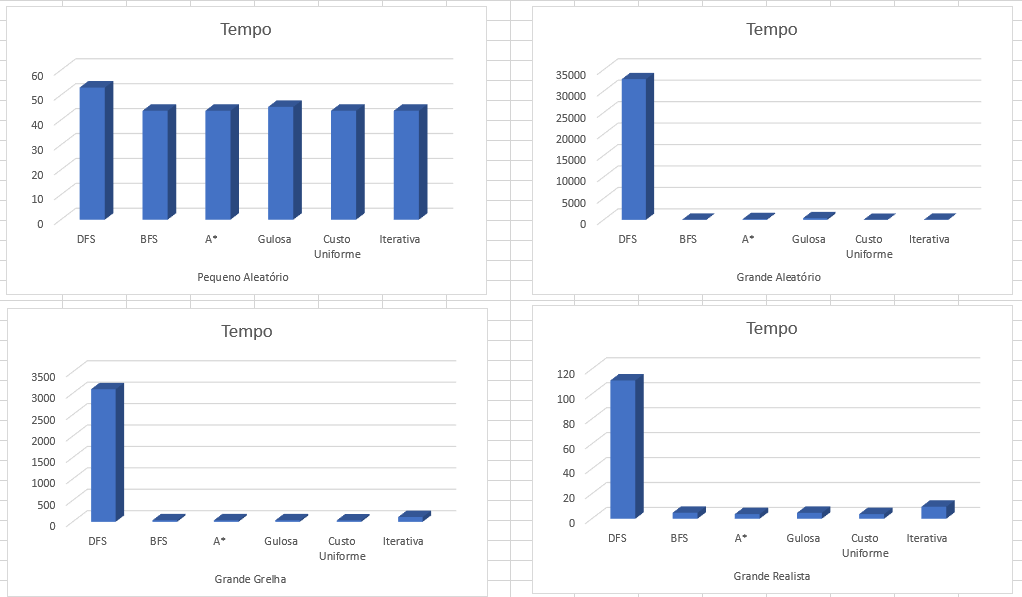 Tempo
60
50
40
30
20
10
0
DFS BFS A* Gulosa Custo Uniforme Iterativa
Pequeno Aleatório
Tempo
35000
30000
25000
20000
15000
10000
5000
0
DFS BFS A* Gulosa Custo Uniforme Iterativa
Grande Aleatório
Tempo
3500
3000
2500
2000
1500
1000
500
0
DFS BFS A* Gulosa Custo Uniforme Iterativa
Grande Grelha
Tempo
120
100
80
60
40
20
0
DFS BFS A* Gulosa Custo Uniforme Iterativa
Grande Realista